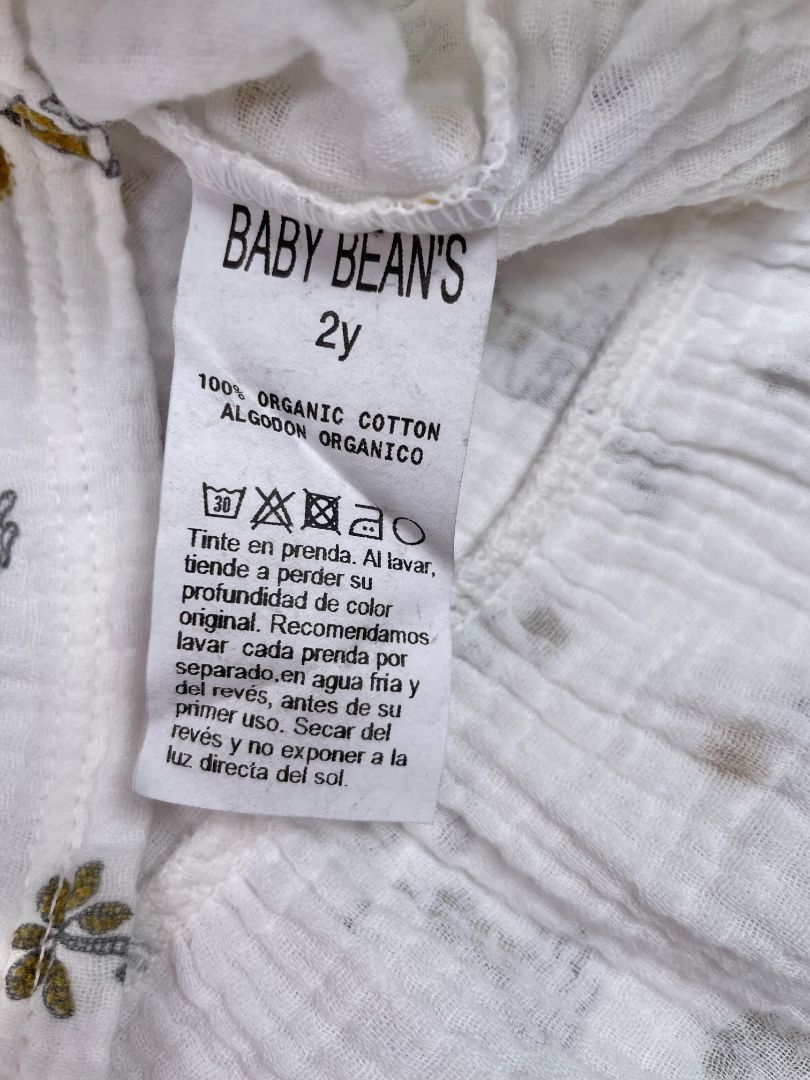 BABY BEAN'S
2y
100% ORGANIC COTTON
ALGODON ORGANICO
30
Tinte en prenda. Al lavar,
tiende a perder su
profundidad de color
original. Recomendamos
lavar cada prenda por
separado,en agua fría y
del revés, antes de su
primer uso. Secar del
revés y no exponer a la
luz directa del sol.